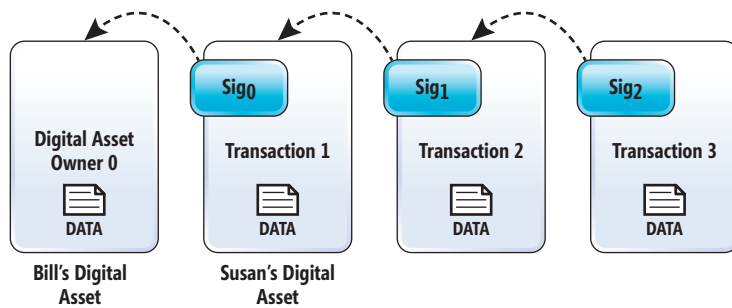 Sig0
Sig1
Sig2
Digital Asset
Owner 0
Transaction 1
Transaction 2
Transaction 3
DATA
DATA
DATA
DATA
Bill's Digital
Asset
Susan's Digital
Asset